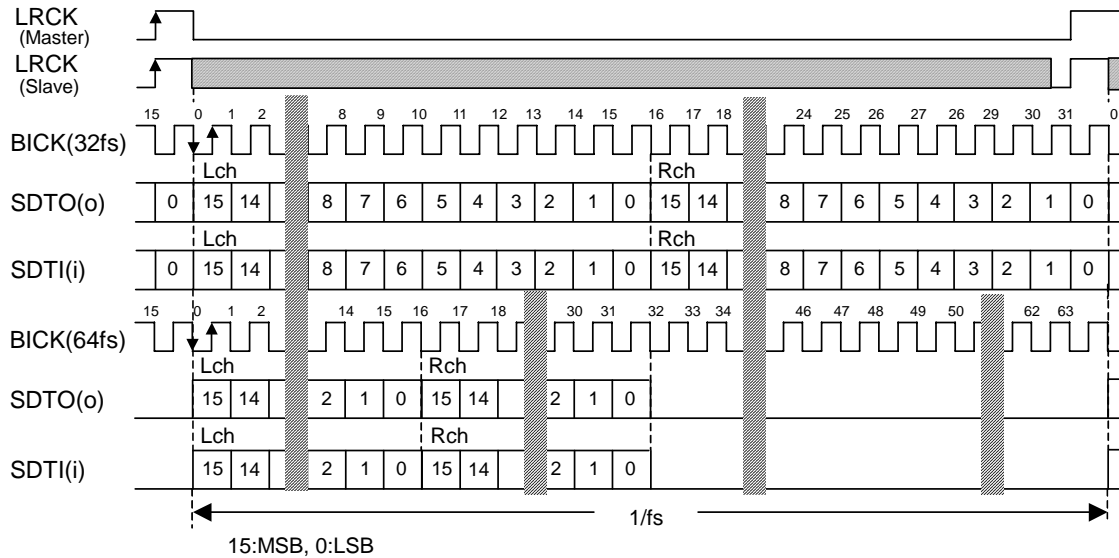 LRCK
(Master)
LRCK
(Slave)
15 0 1 2 8 9 10 11 12 13 14 15 16 17 18 24 25 26 27 26 29 30 31 0
BICK(32fs)
Lch Rch
SDTO(o) 0 15 14 8 7 6 5 4 3 2 1 0 15 14 8 7 6 5 4 3 2 1 0
Lch Rch
SDTI(i) 0 15 14 8 7 6 5 4 3 2 1 0 15 14 8 7 6 5 4 3 2 1 0
15 0 1 2 14 15 16 17 18 30 31 32 33 34 46 47 48 49 50 62 63
BICK(64fs)
Lch Rch
SDTO(o) 15 14 2 1 0 15 14 2 1 0
Lch Rch
SDTI(i) 15 14 2 1 0 15 14 2 1 0
1/fs
15:MSB, 0:LSB